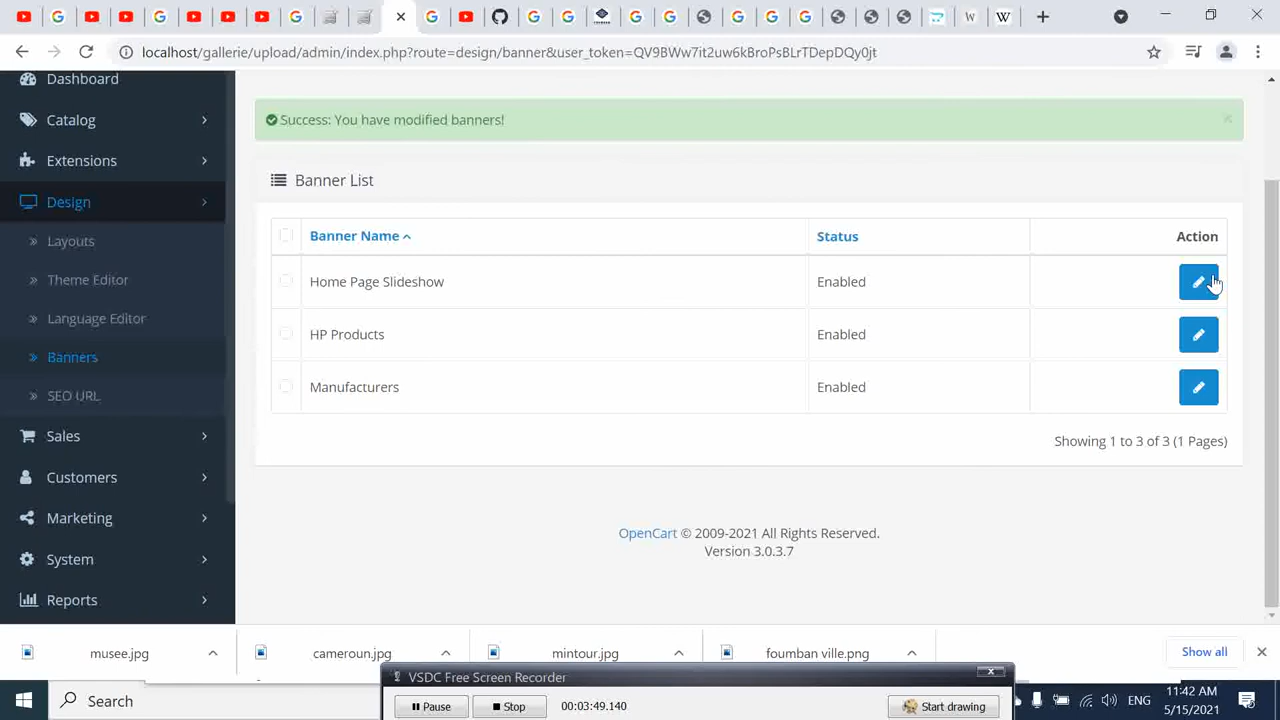 localhost/gallerie/upload/admin/index.php?route=design/banner&user_token=QV9BWw7it2uw6kBroPsBLrTDepDQy0jt
Dashboard
Catalog
Extensions
Design
Layouts
Theme Editor
Language Editor
Banners
SEO URL
Sales
Customers
Marketing
System
Reports
Success: You have modified banners!
Banner List
Banner Name Status Action
Home Page Slideshow Enabled
HP Products Enabled
Manufacturers Enabled
Showing 1 to 3 of 3 (1 Pages)
OpenCart © 2009-2021 All Rights Reserved.
Version 3.0.3.7
musee.jpg cameroun.jpg mintour.jpg foumban ville.png Show all
VSDC Free Screen Recorder
Pause Stop 00:03:49.140 Start drawing
Search
ENG
11:42 AM
5/15/2021